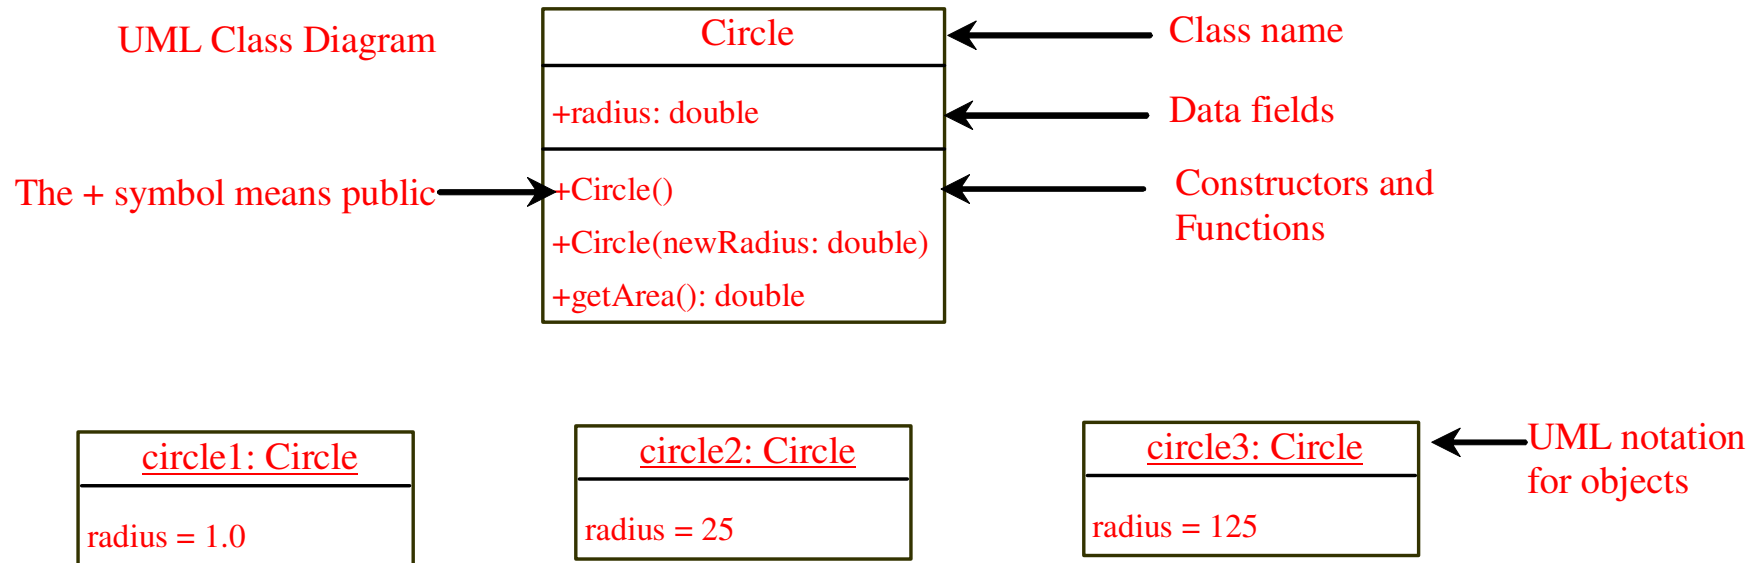 UML Class Diagram
Circle
Class name
+radius: double
Data fields
The + symbol means public
+Circle()
+Circle(newRadius: double)
+getArea(): double
Constructors and
Functions
circle1: Circle
radius = 1.0
circle2: Circle
radius = 25
circle3: Circle
radius = 125
UML notation
for objects